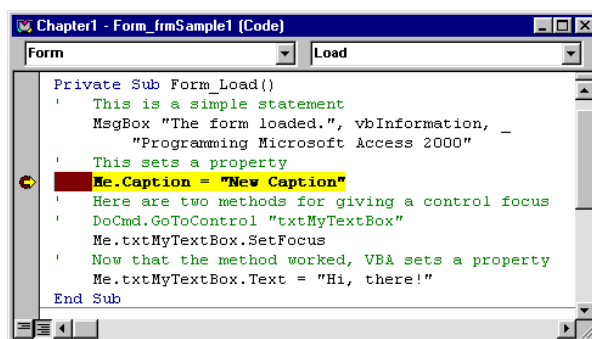 Chapter1 - Form_frmSample1 (Code)
Form Load
Private Sub Form_Load()
'   This is a simple statement
    MsgBox "The form loaded.", vbInformation, _
        "Programming Microsoft Access 2000"
'   This sets a property
    Me.Caption = "New Caption"
'   Here are two methods for giving a control focus
'   DoCmd.GoToControl "txtMyTextBox"
    Me.txtMyTextBox.SetFocus
'   Now that the method worked, VBA sets a property
    Me.txtMyTextBox.Text = "Hi, there!"
End Sub